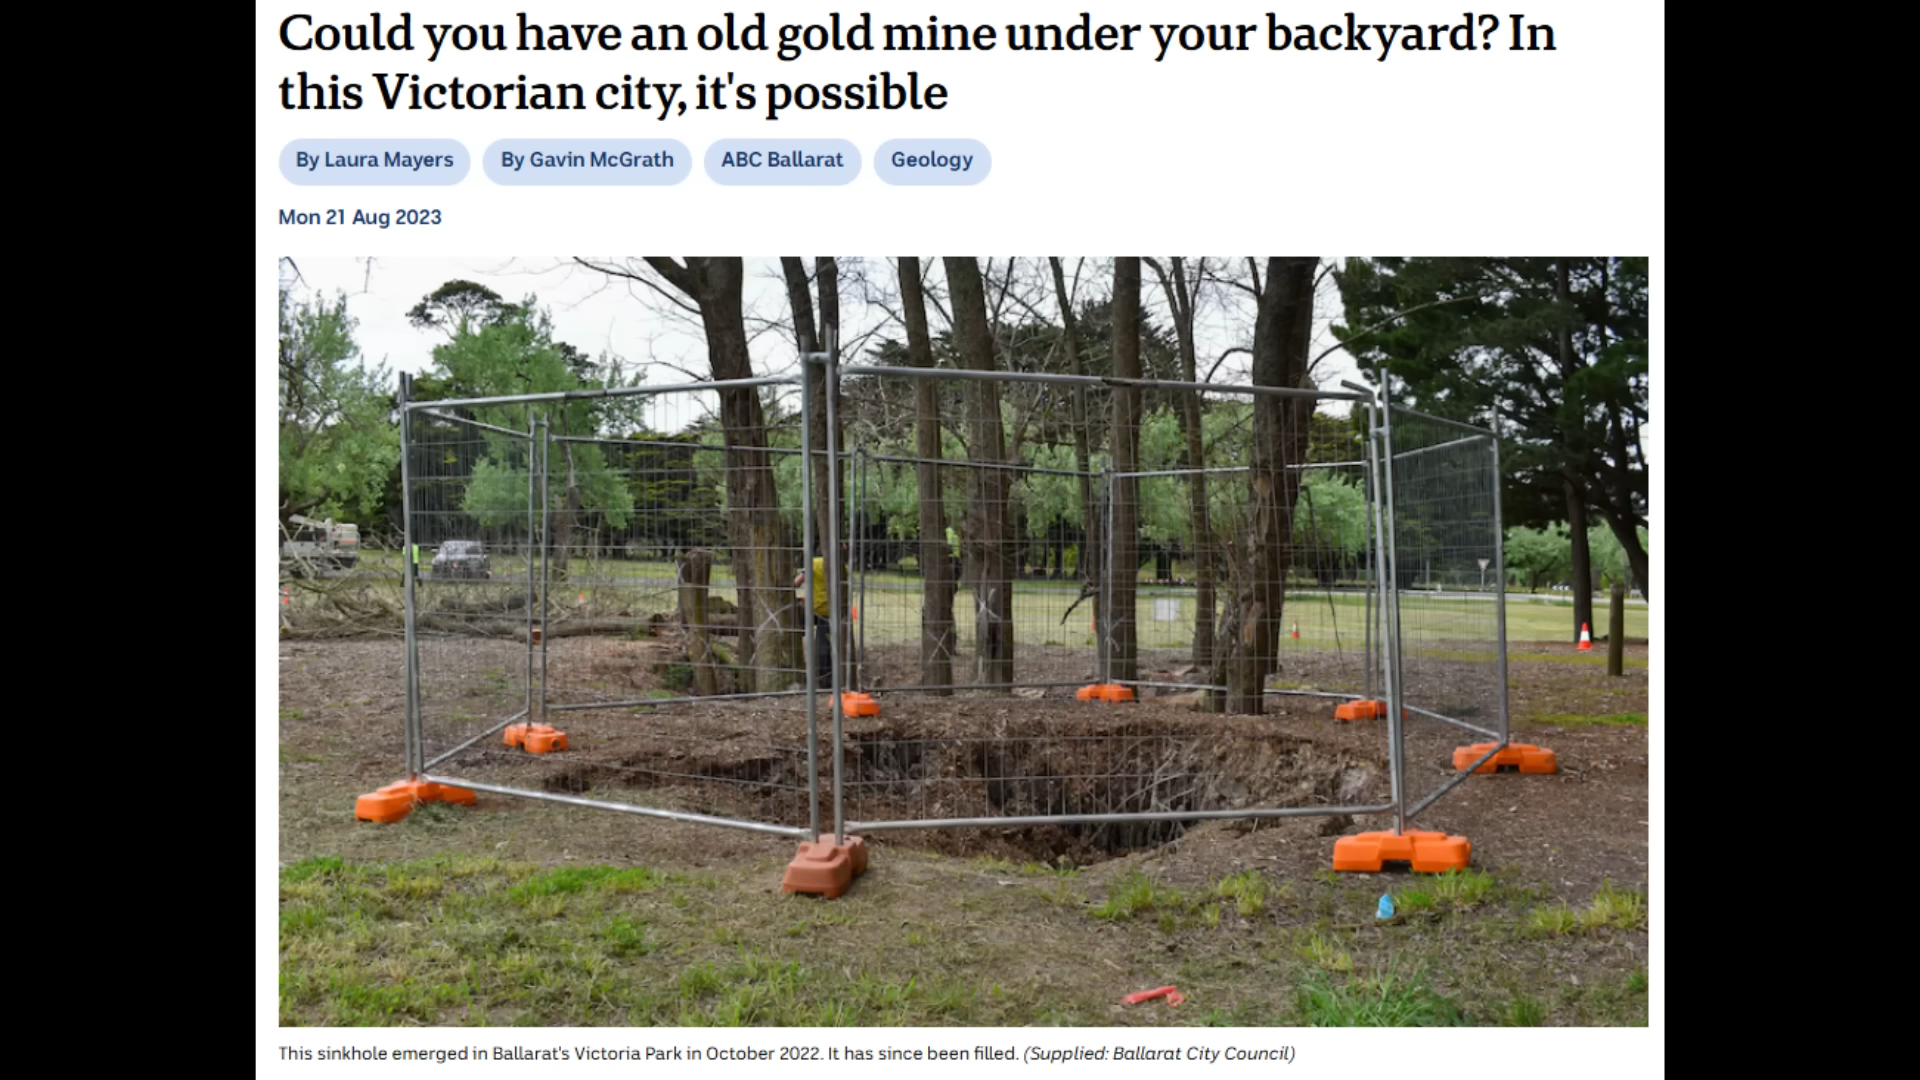 Could you have an old gold mine under your backyard? In
this Victorian city, it's possible
By Laura Mayers
By Gavin McGrath
ABC Ballarat
Geology
Mon 21 Aug 2023
This sinkhole emerged in Ballarat's Victoria Park in October 2022. It has since been filled. (Supplied: Ballarat City Council)